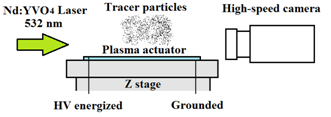 Nd:YVO4 Laser
532 nm
Tracer particles
High-speed camera
Plasma actuator
Z stage
HV energized
Grounded